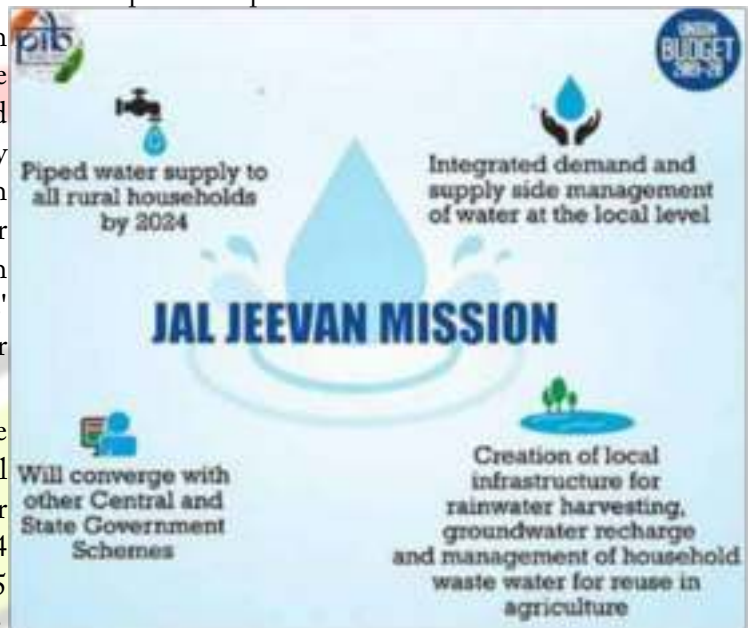 pib
UNION
BUDGET
2019-20
Piped water supply to
all rural households
by 2024
Integrated demand and
supply side management
of water at the local level
JAL JEEVAN MISSION
Will converge with
other Central and
State Government
Schemes
Creation of local
infrastructure for
rainwater harvesting,
groundwater recharge
and management of household
waste water for reuse in
agriculture